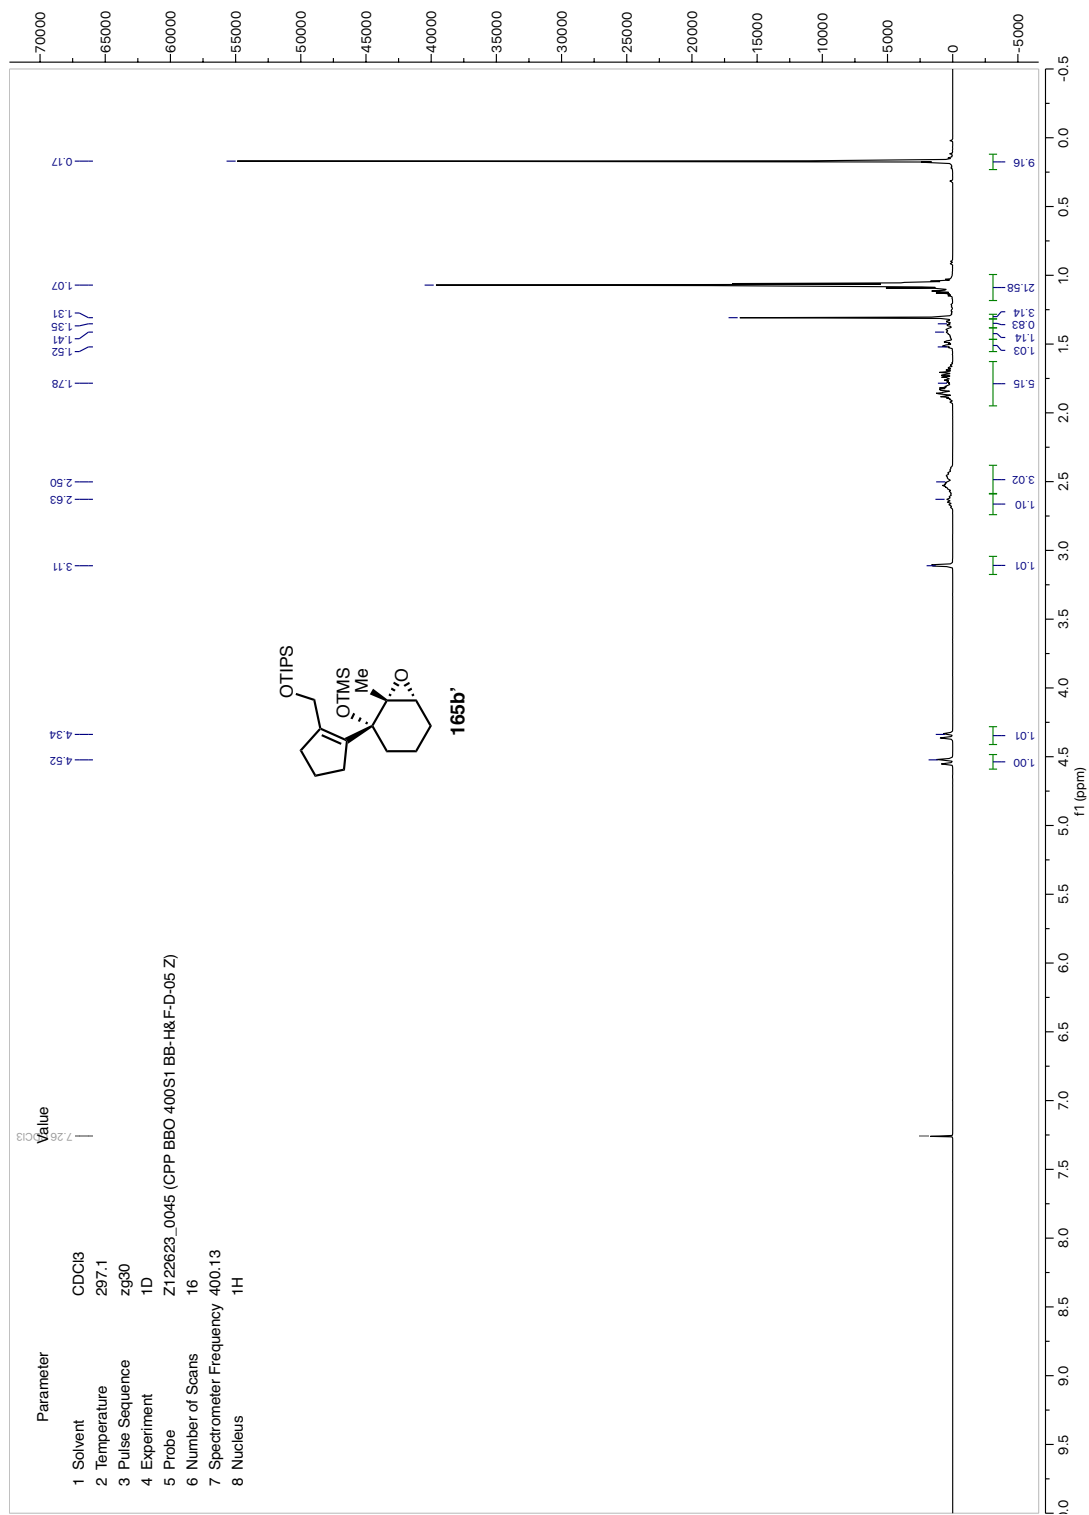 Parameter Value
1 Solvent CDCl3
2 Temperature 297.1
3 Pulse Sequence zg30
4 Experiment 1D
5 Probe Z122623_0045 (CPP BBO 400S1 BB-H&F-D-05 Z)
6 Number of Scans 16
7 Spectrometer Frequency 400.13
8 Nucleus 1H
7.26 CDCl3
4.52
4.34
3.11
2.63
2.50
1.78
1.52
1.41
1.35
1.31
1.07
0.17
OTIPS
OTMS
Me
O
165b'
70000
65000
60000
55000
50000
45000
40000
35000
30000
25000
20000
15000
10000
5000
0
-5000
1.00
1.01
1.01
1.10
3.02
5.15
1.03
1.14
0.83
3.14
21.58
9.16
9.5 9.0 8.5 8.0 7.5 7.0 6.5 6.0 5.5 5.0 4.5 4.0 3.5 3.0 2.5 2.0 1.5 1.0 0.5 0.0 -0.5
f1 (ppm)